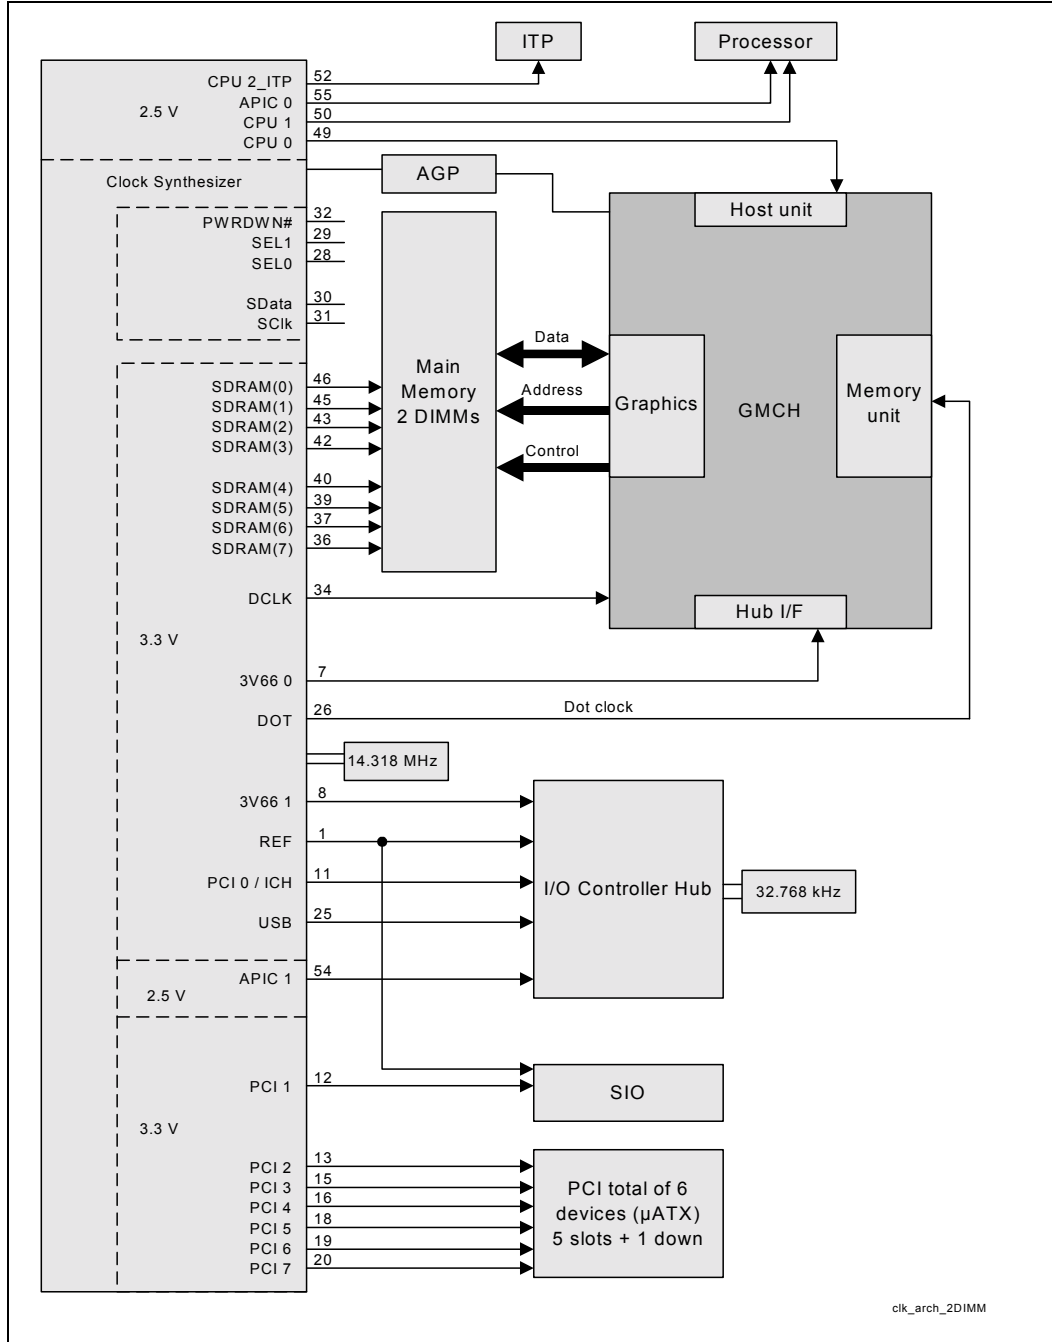 ITP
Processor
CPU 2_ITP 52
APIC 0 55
2.5 V
CPU 1 50
CPU 0 49
AGP
Clock Synthesizer
Host unit
PWRDWN# 32
SEL1 29
SEL0 28
SData 30
SClk 31
Data
Main
Memory
2 DIMMs
Address
Graphics
GMCH
Memory
unit
Control
SDRAM(0) 46
SDRAM(1) 45
SDRAM(2) 43
SDRAM(3) 42
SDRAM(4) 40
SDRAM(5) 39
SDRAM(6) 37
SDRAM(7) 36
DCLK 34
Hub I/F
3.3 V
3V66 0 7
DOT 26
Dot clock
14.318 MHz
3V66 1 8
REF 1
PCI 0 / ICH 11
I/O Controller Hub
32.768 kHz
USB 25
APIC 1 54
2.5 V
PCI 1 12
SIO
3.3 V
PCI 2 13
PCI 3 15
PCI 4 16
PCI 5 18
PCI 6 19
PCI 7 20
PCI total of 6
devices (µATX)
5 slots + 1 down
clk_arch_2DIMM